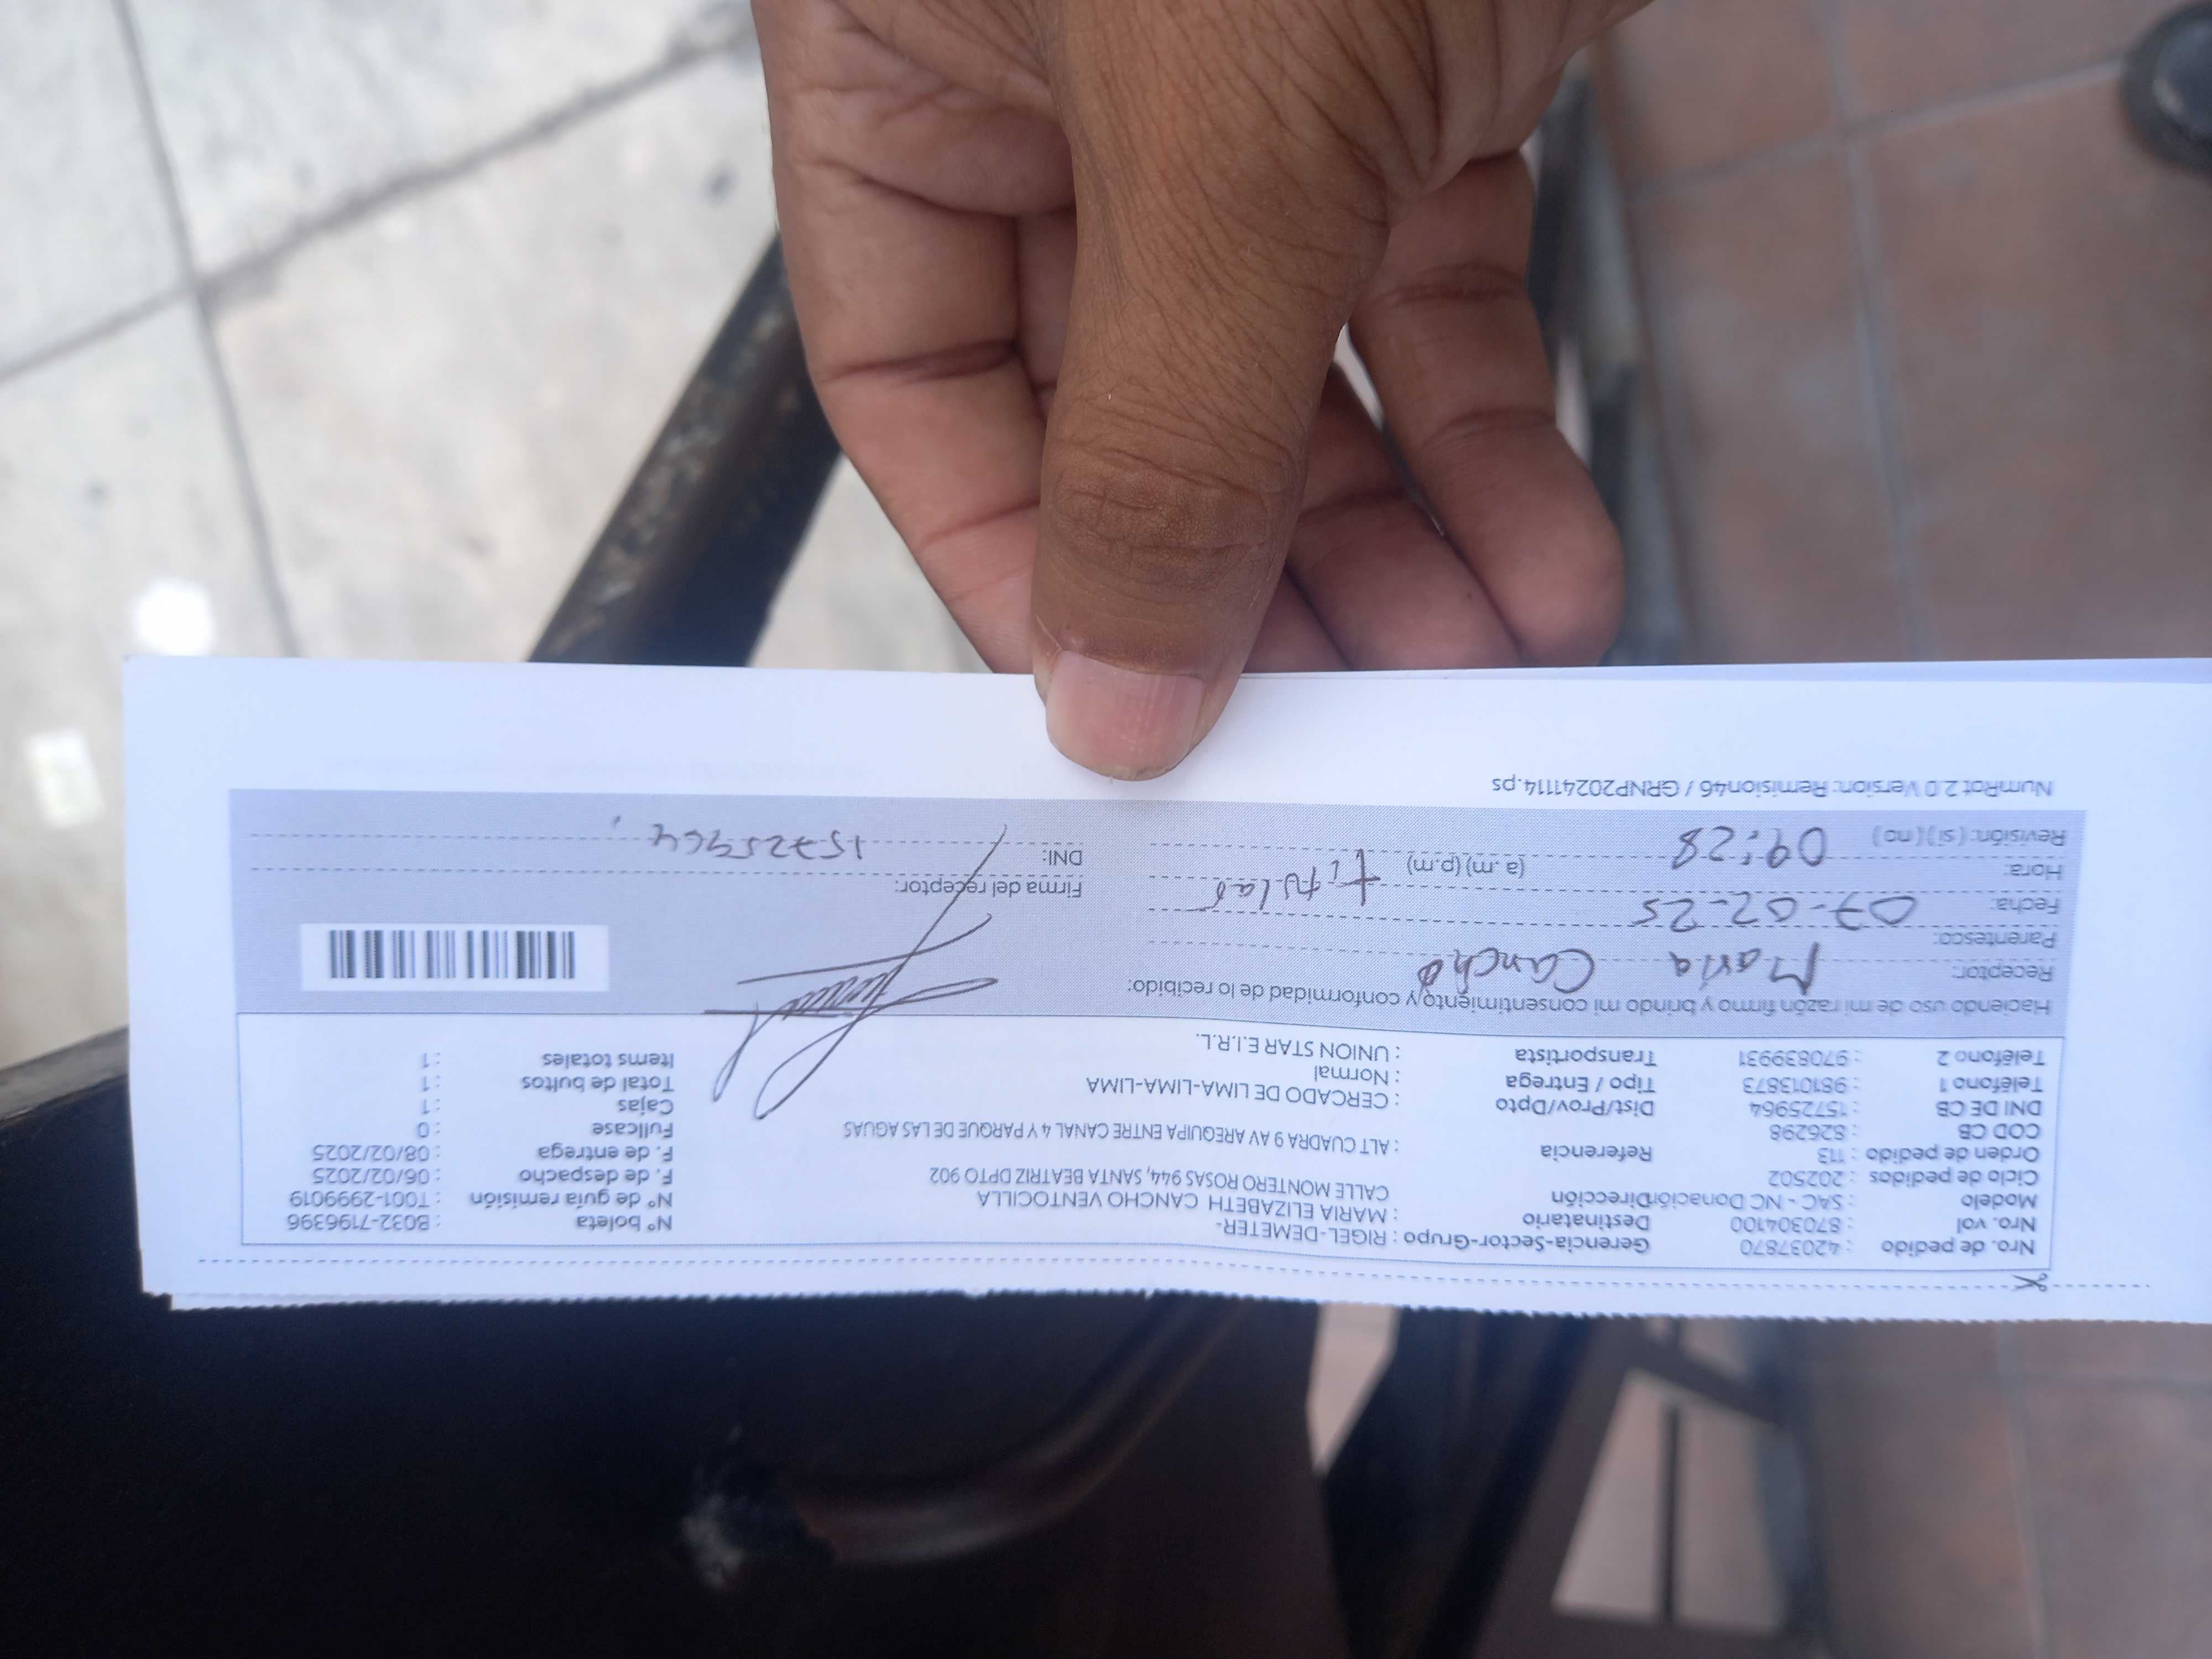 Nro. de pedido : 42037870 Gerencia-Sector-Grupo : RIGEL-DEMETER- Nº boleta : B032-7196396
Nro. vol : 870304100 Destinatario : MARIA ELIZABETH CANCHO VENTOCILLA Nº de guía remisión : T001-2999019
Modelo : SAC - NC Donación Dirección CALLE MONTERO ROSAS 944, SANTA BEATRIZ DPTO 902 F. de despacho : 06/02/2025
Ciclo de pedidos : 202502 F. de entrega : 08/02/2025
Orden de pedido : 113 Referencia : ALT CUADRA 9 AV AREQUIPA ENTRE CANAL 4 Y PARQUE DE LAS AGUAS Fullcase : 0
COD CB : 826298 Cajas : 1
DNI DE CB : 15725964 Dist/Prov/Dpto : CERCADO DE LIMA-LIMA-LIMA Total de bultos : 1
Teléfono 1 : 981013873 Tipo / Entrega : Normal Items totales : 1
Teléfono 2 : 970839931 Transportista : UNION STAR E.I.R.L.
Haciendo uso de mi razón firmo y brindo mi consentimiento y conformidad de lo recibido:
Receptor: Maria Cancho
Parentesco: titular
Fecha: 07-02-25 Firma del receptor:
Hora: 09:28 (a.m) (p.m) DNI: 15725964
Revisión: (si) (no)
NumRot 2.0 Version: Remision46 / GRNP20241114.ps